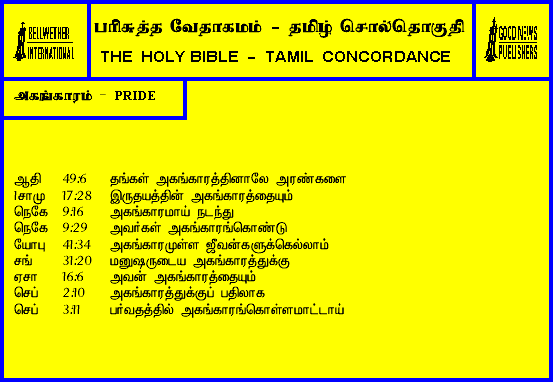 BELLWETHER
INTERNATIONAL
பரிசுத்த வேதாகமம் - தமிழ் சொல்தொகுதி
THE HOLY BIBLE - TAMIL CONCORDANCE
GOOD NEWS
PUBLISHERS
அகங்காரம் - PRIDE
ஆதி 49:6 தங்கள் அகங்காரத்தினாலே அரண்களை
1சாமு 17:28 இருதயத்தின் அகங்காரத்தையும்
நெகே 9:16 அகங்காரமாய் நடந்து
நெகே 9:29 அவர்கள் அகங்காரங்கொண்டு
யோபு 41:34 அகங்காரமுள்ள ஜீவன்களுக்கெல்லாம்
சங் 31:20 மனுஷருடைய அகங்காரத்துக்கு
ஏசா 16:6 அவன் அகங்காரத்தையும்
செப் 2:10 அகங்காரத்துக்குப் பதிலாக
செப் 3:11 பர்வதத்தில் அகங்காரங்கொள்ளமாட்டாய்